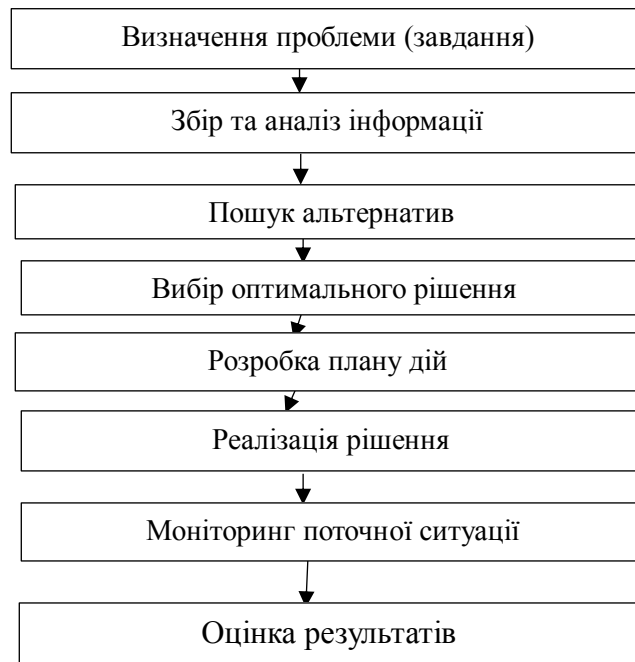 Визначення проблеми (завдання)
Збір та аналіз інформації
Пошук альтернатив
Вибір оптимального рішення
Розробка плану дій
Реалізація рішення
Моніторинг поточної ситуації
Оцінка результатів